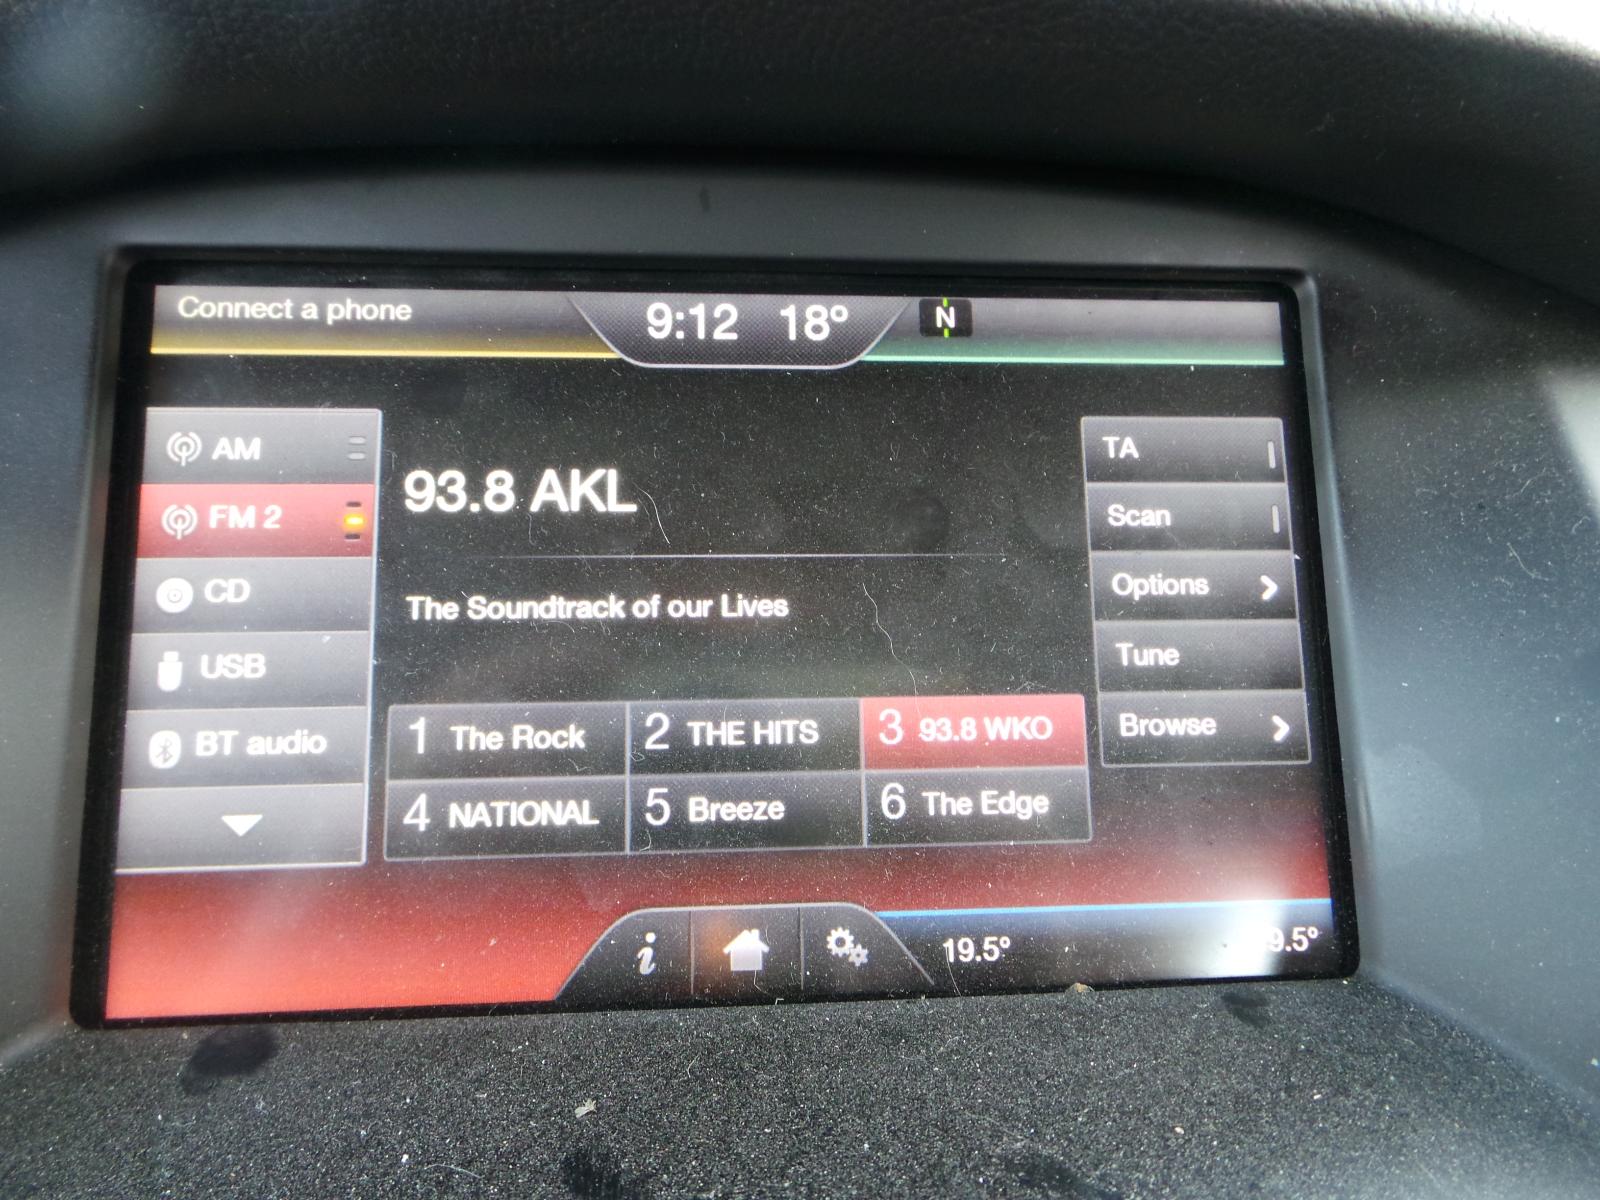 Connect a phone 9:12 18° N
AM
FM 2
CD
USB
BT audio
93.8 AKL
The Soundtrack of our Lives
1 The Rock 2 THE HITS 3 93.8 WKO
4 NATIONAL 5 Breeze 6 The Edge
TA
Scan
Options
Tune
Browse
i 19.5° 9.5°